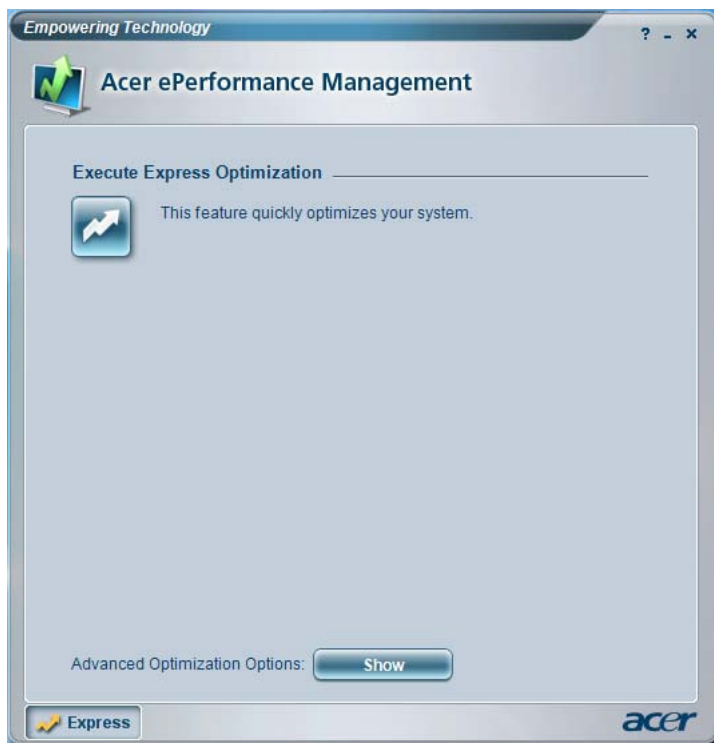 Empowering Technology
? - x
Acer ePerformance Management
Execute Express Optimization
This feature quickly optimizes your system.
Advanced Optimization Options: Show
Express
acer